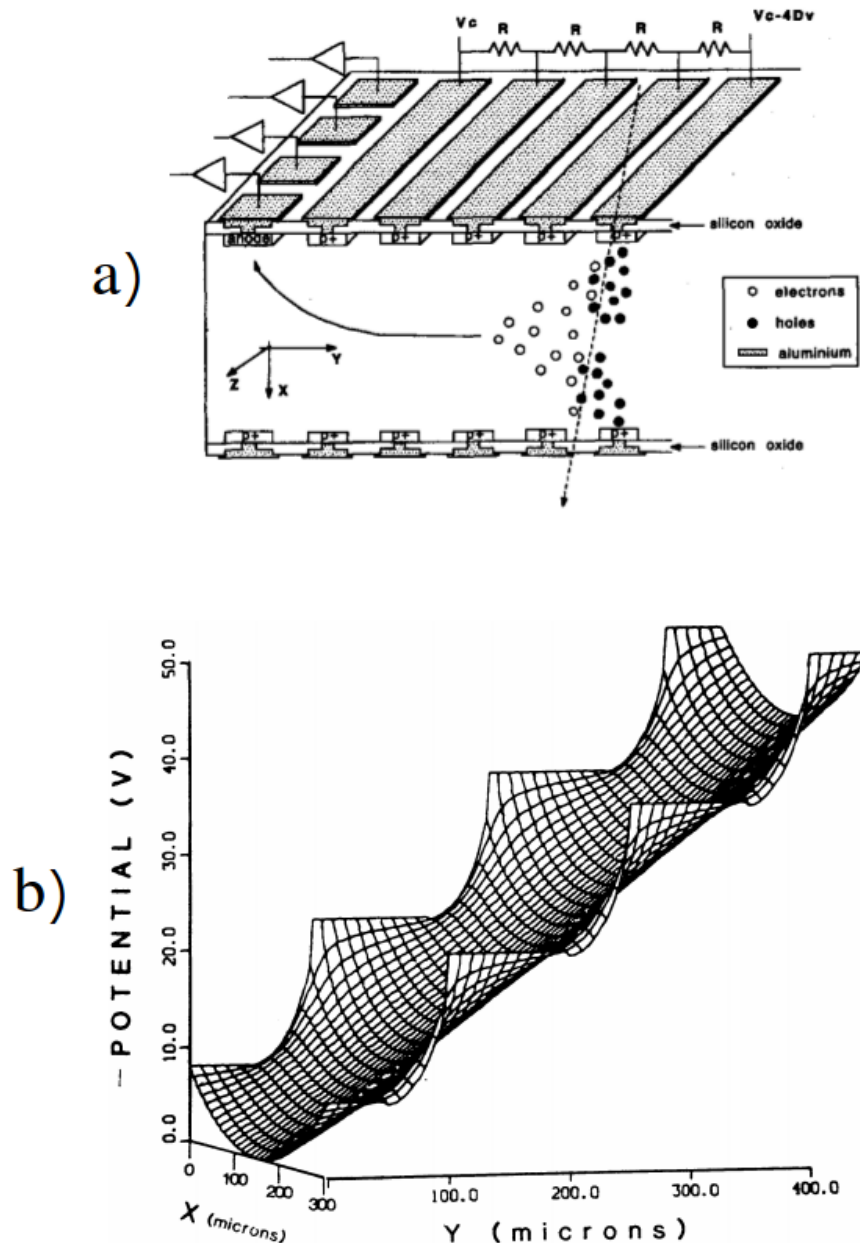 Vc Vc-4Dv
R R R R
silicon oxide
anode p+ p+ p+ p+ p+
a)
electrons
holes
aluminium
Y
Z X
p+ p+ p+ p+ p+ p+
silicon oxide
b)
—POTENTIAL (V)
50.0
40.0
30.0
20.0
10.0
0.0
0 100 200 300
X (microns)
100.0 200.0 300.0 400.0
Y (microns)